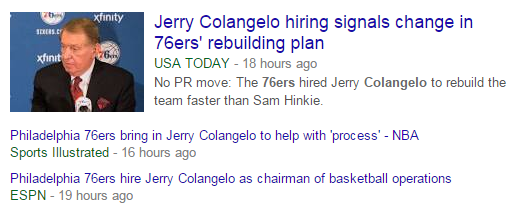 xfinity
SIXERS.COM
76ers
xfinit
76ers
Jerry Colangelo hiring signals change in
76ers' rebuilding plan
USA TODAY - 18 hours ago
No PR move: The 76ers hired Jerry Colangelo to rebuild the
team faster than Sam Hinkie.
Philadelphia 76ers bring in Jerry Colangelo to help with 'process' - NBA
Sports Illustrated - 16 hours ago
Philadelphia 76ers hire Jerry Colangelo as chairman of basketball operations
ESPN - 19 hours ago